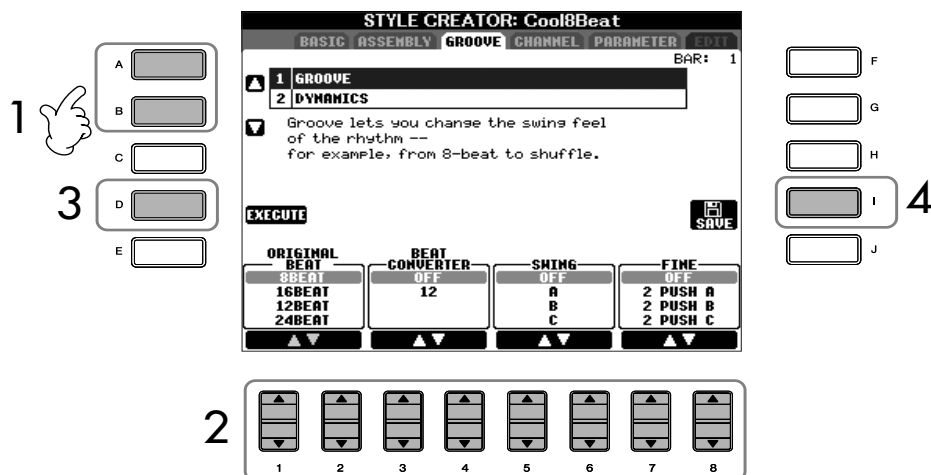 STYLE CREATOR: Cool8Beat
BASIC ASSEMBLY GROOVE CHANNEL PARAMETER EDIT
BAR: 1
1 GROOVE
2 DYNAMICS
Groove lets you change the swing feel
of the rhythm --
for example, from 8-beat to shuffle.
EXECUTE
SAVE
ORIGINAL BEAT
8BEAT
16BEAT
12BEAT
24BEAT
BEAT CONVERTER
OFF
12
SWING
OFF
A
B
C
FINE
OFF
2 PUSH A
2 PUSH B
2 PUSH C
A
B
C
D
E
F
G
H
I
J
1
3
4
2
1 2 3 4 5 6 7 8